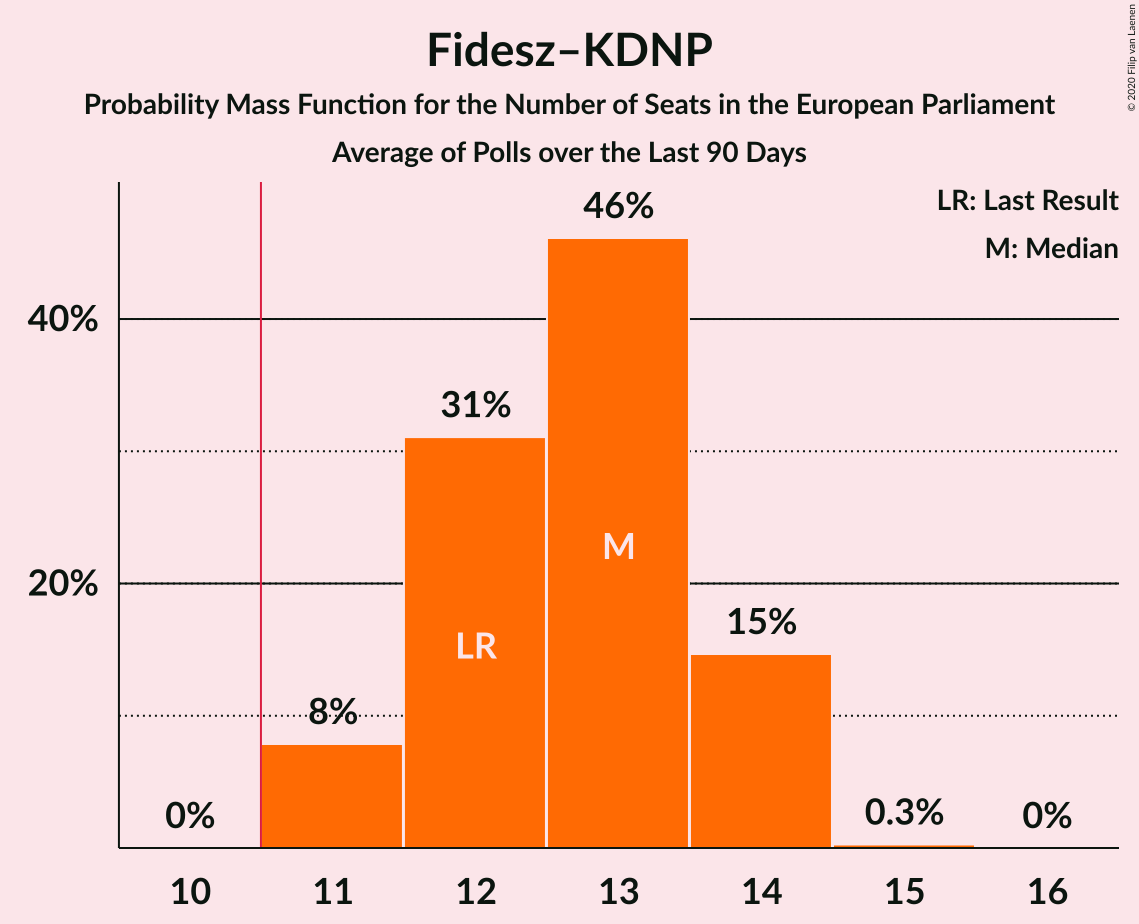 Fidesz–KDNP
Probability Mass Function for the Number of Seats in the European Parliament
Average of Polls over the Last 90 Days
© 2020 Filip van Laenen
LR: Last Result
M: Median
46%
40%
31%
M
20%
15%
LR
8%
0%
0.3%
0%
10 11 12 13 14 15 16